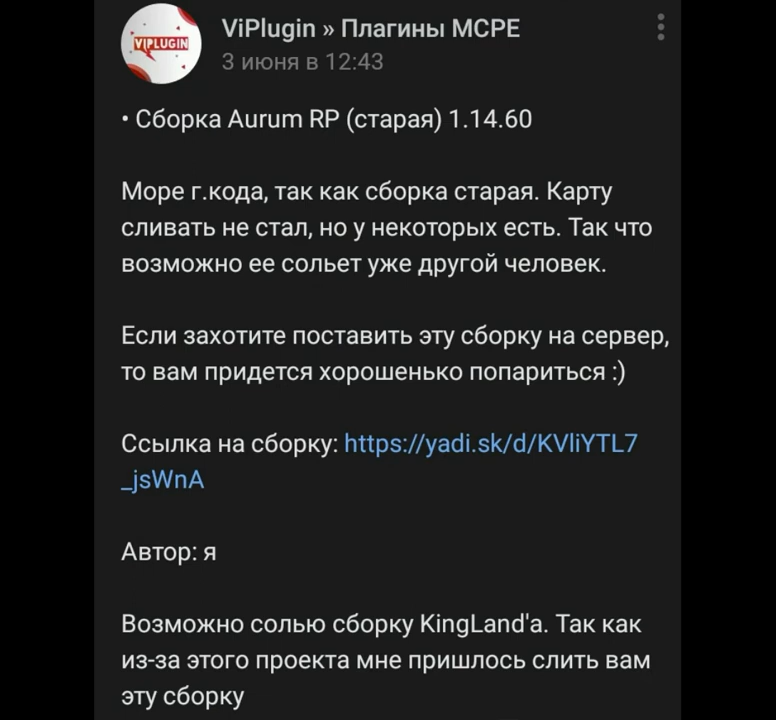 VIPLUGIN
ViPlugin » Плагины MCPE
3 июня в 12:43
• Сборка Aurum RP (старая) 1.14.60
Море г.кода, так как сборка старая. Карту
сливать не стал, но у некоторых есть. Так что
возможно ее сольет уже другой человек.
Если захотите поставить эту сборку на сервер,
то вам придется хорошенько попариться :)
Ссылка на сборку: https://yadi.sk/d/KVliYTL7
_jsWnA
Автор: я
Возможно солью сборку KingLand'а. Так как
из-за этого проекта мне пришлось слить вам
эту сборку